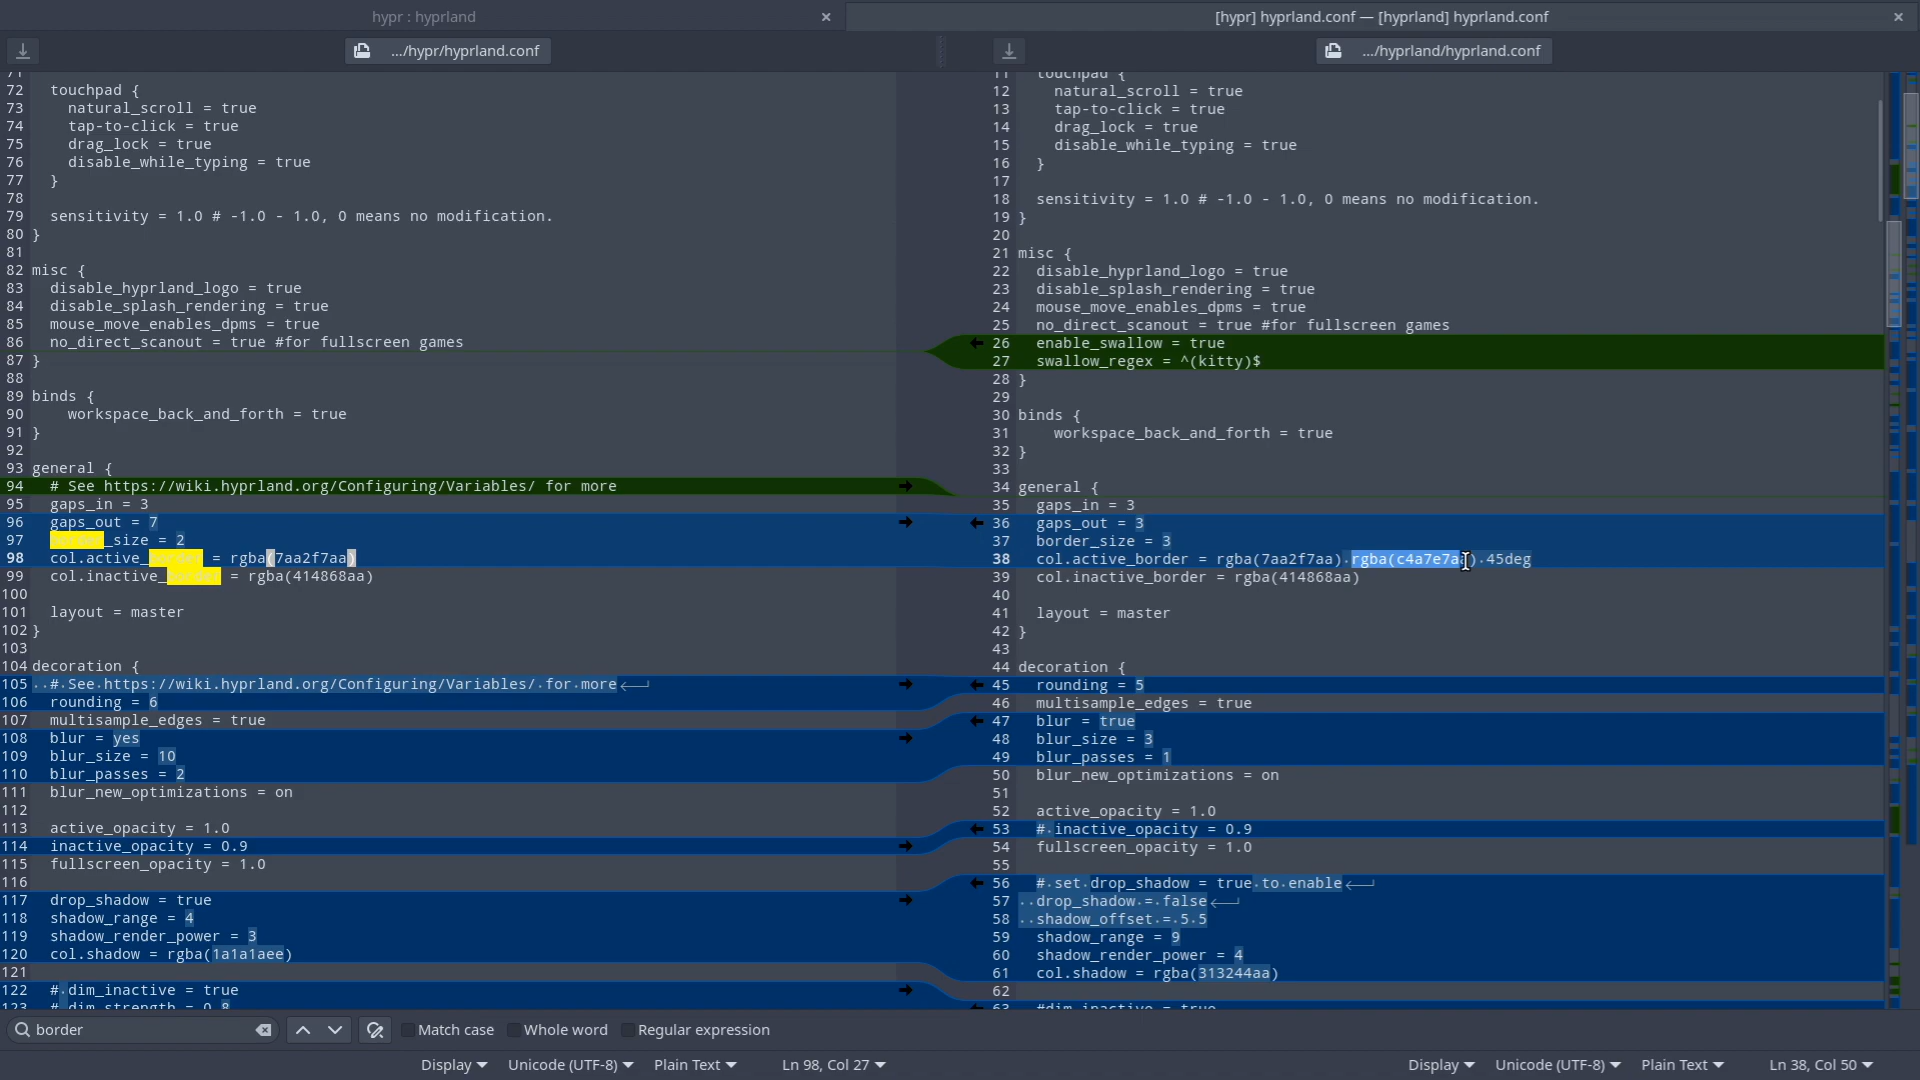 hypr : hyprland
[hypr] hyprland.conf — [hyprland] hyprland.conf
.../hypr/hyprland.conf
.../hyprland/hyprland.conf
71
72 touchpad {
73 natural_scroll = true
74 tap-to-click = true
75 drag_lock = true
76 disable_while_typing = true
77 }
78
79 sensitivity = 1.0 # -1.0 - 1.0, 0 means no modification.
80 }
81
82 misc {
83 disable_hyprland_logo = true
84 disable_splash_rendering = true
85 mouse_move_enables_dpms = true
86 no_direct_scanout = true #for fullscreen games
87 }
88
89 binds {
90 workspace_back_and_forth = true
91 }
92
93 general {
94 # See https://wiki.hyprland.org/Configuring/Variables/ for more
95 gaps_in = 3
96 gaps_out = 7
97 border_size = 2
98 col.active_border = rgba(7aa2f7aa)
99 col.inactive_border = rgba(414868aa)
100
101 layout = master
102 }
103
104 decoration {
105 ..#.See.https://wiki.hyprland.org/Configuring/Variables/.for.more
106 rounding = 6
107 multisample_edges = true
108 blur = yes
109 blur_size = 10
110 blur_passes = 2
111 blur_new_optimizations = on
112
113 active_opacity = 1.0
114 inactive_opacity = 0.9
115 fullscreen_opacity = 1.0
116
117 drop_shadow = true
118 shadow_range = 4
119 shadow_render_power = 3
120 col.shadow = rgba(1a1a1aee)
121
122 #.dim_inactive = true
123 # dim_strength = 0.8
11 touchpad {
12 natural_scroll = true
13 tap-to-click = true
14 drag_lock = true
15 disable_while_typing = true
16 }
17
18 sensitivity = 1.0 # -1.0 - 1.0, 0 means no modification.
19 }
20
21 misc {
22 disable_hyprland_logo = true
23 disable_splash_rendering = true
24 mouse_move_enables_dpms = true
25 no_direct_scanout = true #for fullscreen games
26 enable_swallow = true
27 swallow_regex = ^(kitty)$
28 }
29
30 binds {
31 workspace_back_and_forth = true
32 }
33
34 general {
35 gaps_in = 3
36 gaps_out = 3
37 border_size = 3
38 col.active_border = rgba(7aa2f7aa).rgba(c4a7e7aa).45deg
39 col.inactive_border = rgba(414868aa)
40
41 layout = master
42 }
43
44 decoration {
45 rounding = 5
46 multisample_edges = true
47 blur = true
48 blur_size = 3
49 blur_passes = 1
50 blur_new_optimizations = on
51
52 active_opacity = 1.0
53 #.inactive_opacity = 0.9
54 fullscreen_opacity = 1.0
55
56 #.set.drop_shadow = true.to.enable
57 ..drop_shadow.=.false
58 ..shadow_offset.=.5.5
59 shadow_range = 9
60 shadow_render_power = 4
61 col.shadow = rgba(313244aa)
62
63 #dim_inactive = true
border
Match case
Whole word
Regular expression
Display Unicode (UTF-8) Plain Text Ln 98, Col 27
Display Unicode (UTF-8) Plain Text Ln 38, Col 50